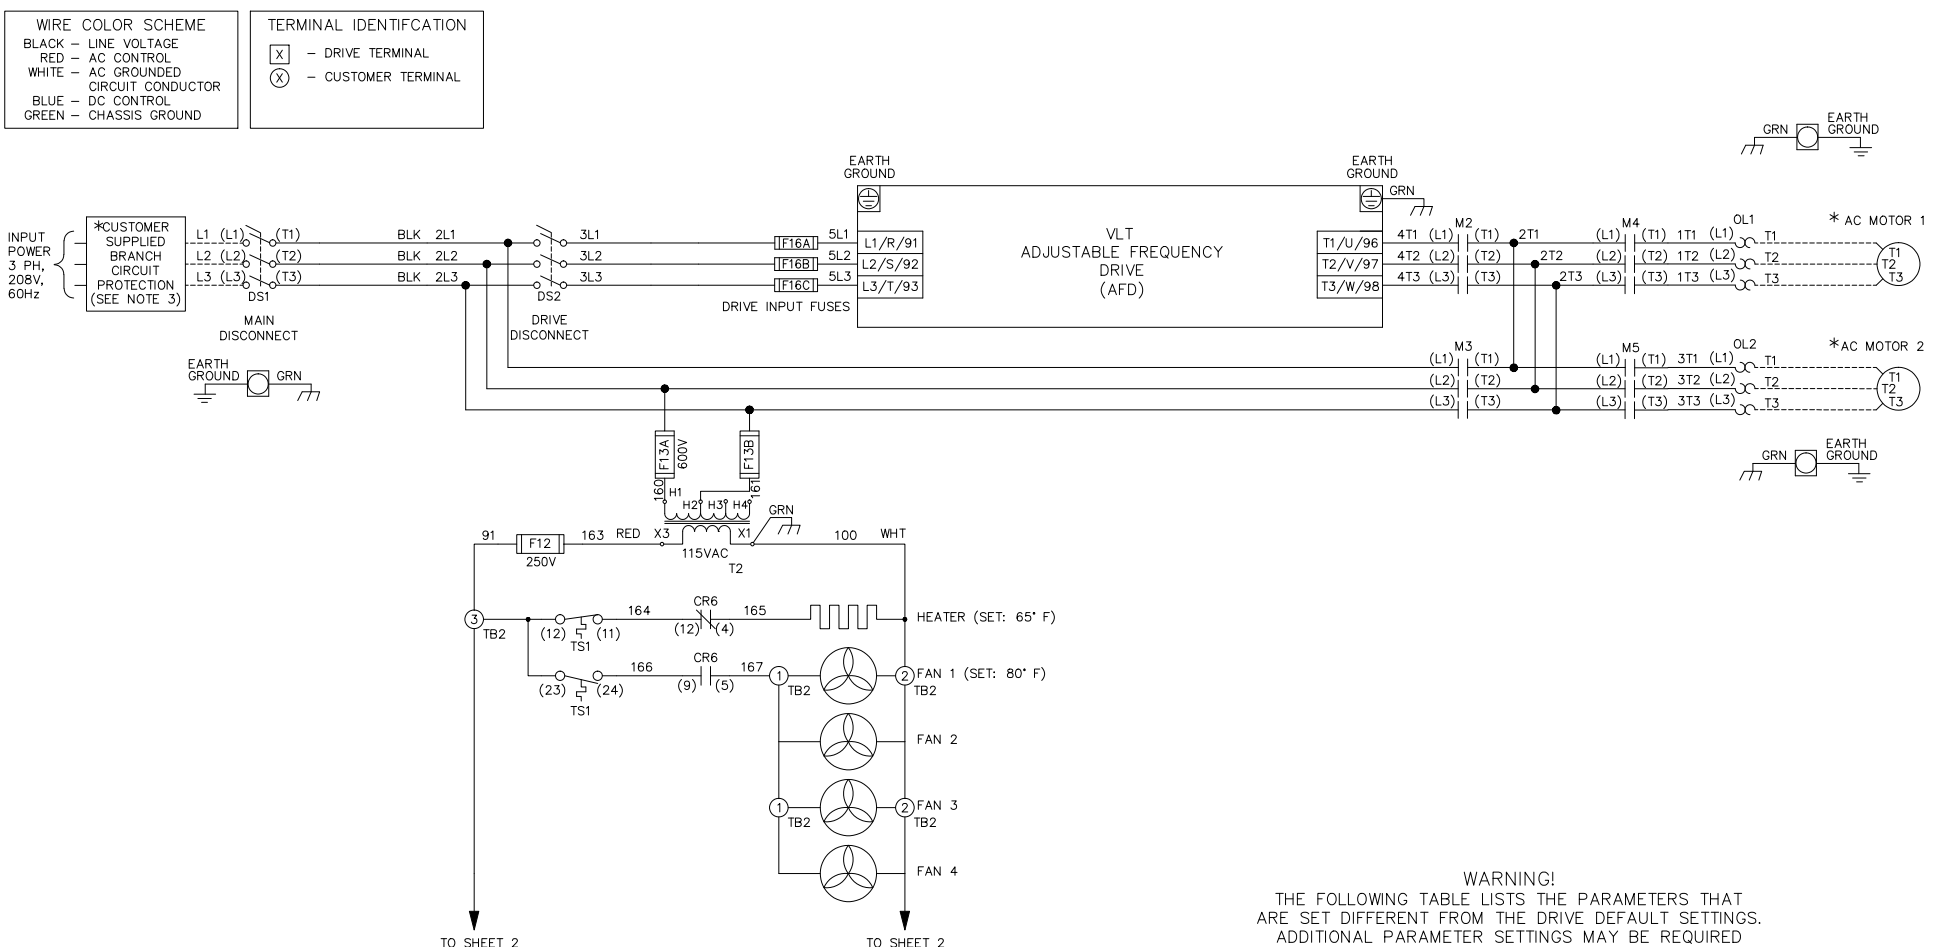 WIRE COLOR SCHEME
BLACK – LINE VOLTAGE
RED – AC CONTROL
WHITE – AC GROUNDED
CIRCUIT CONDUCTOR
BLUE – DC CONTROL
GREEN – CHASSIS GROUND
TERMINAL IDENTIFCATION
X – DRIVE TERMINAL
X – CUSTOMER TERMINAL
GRN
EARTH
GROUND
INPUT
POWER
3 PH,
208V,
60Hz
*CUSTOMER
SUPPLIED
BRANCH
CIRCUIT
PROTECTION
(SEE NOTE 3)
L1 (L1) (T1) BLK 2L1
L2 (L2) (T2) BLK 2L2
L3 (L3) (T3) BLK 2L3
DS1
MAIN
DISCONNECT
EARTH
GROUND
GRN
3L1
3L2
3L3
DS2
DRIVE
DISCONNECT
F16A 5L1
F16B 5L2
F16C 5L3
DRIVE INPUT FUSES
EARTH
GROUND
L1/R/91
L2/S/92
L3/T/93
VLT
ADJUSTABLE FREQUENCY
DRIVE
(AFD)
EARTH
GROUND
GRN
T1/U/96
T2/V/97
T3/W/98
M2 M4 OL1
4T1 (L1) (T1) 2T1 (L1) (T1) 1T1 (L1) T1
4T2 (L2) (T2) 2T2 (L2) (T2) 1T2 (L2) T2
4T3 (L3) (T3) 2T3 (L3) (T3) 1T3 (L3) T3
* AC MOTOR 1
T1
T2
T3
M3 M5 OL2
(L1) (T1) (L1) (T1) 3T1 (L1) T1
(L2) (T2) (L2) (T2) 3T2 (L2) T2
(L3) (T3) (L3) (T3) 3T3 (L3) T3
*AC MOTOR 2
T1
T2
T3
GRN
EARTH
GROUND
F13A
600V
F13B
160
161
H1
H2 H3 H4
GRN
91 F12 163 RED X3 X1 100 WHT
250V
115VAC
T2
3
TB2
(12) (11)
TS1
164
CR6
(12) (4)
165
HEATER (SET: 65° F)
(23) (24)
TS1
166
CR6
(9) (5)
167
1
TB2
2
TB2
FAN 1 (SET: 80° F)
FAN 2
1
TB2
2
TB2
FAN 3
FAN 4
TO SHEET 2
TO SHEET 2
WARNING!
THE FOLLOWING TABLE LISTS THE PARAMETERS THAT
ARE SET DIFFERENT FROM THE DRIVE DEFAULT SETTINGS.
ADDITIONAL PARAMETER SETTINGS MAY BE REQUIRED